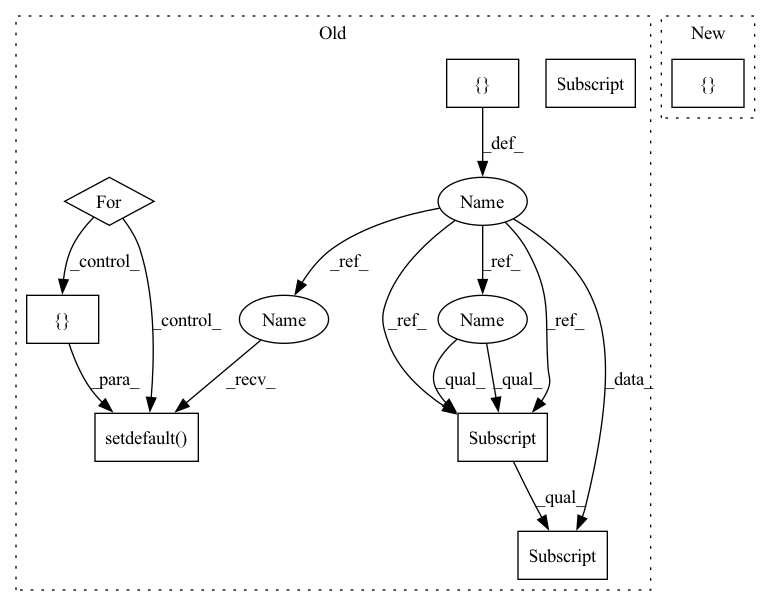 Old
New
{}
Subscript
{}
_def_
For
Name
_control_
_ref_
_ref_
{}
_control_
Name
_ref_
Name
_ref_
_para_
_recv_
_qual_
_qual_
_data_
setdefault()
Subscript
_qual_
Subscript